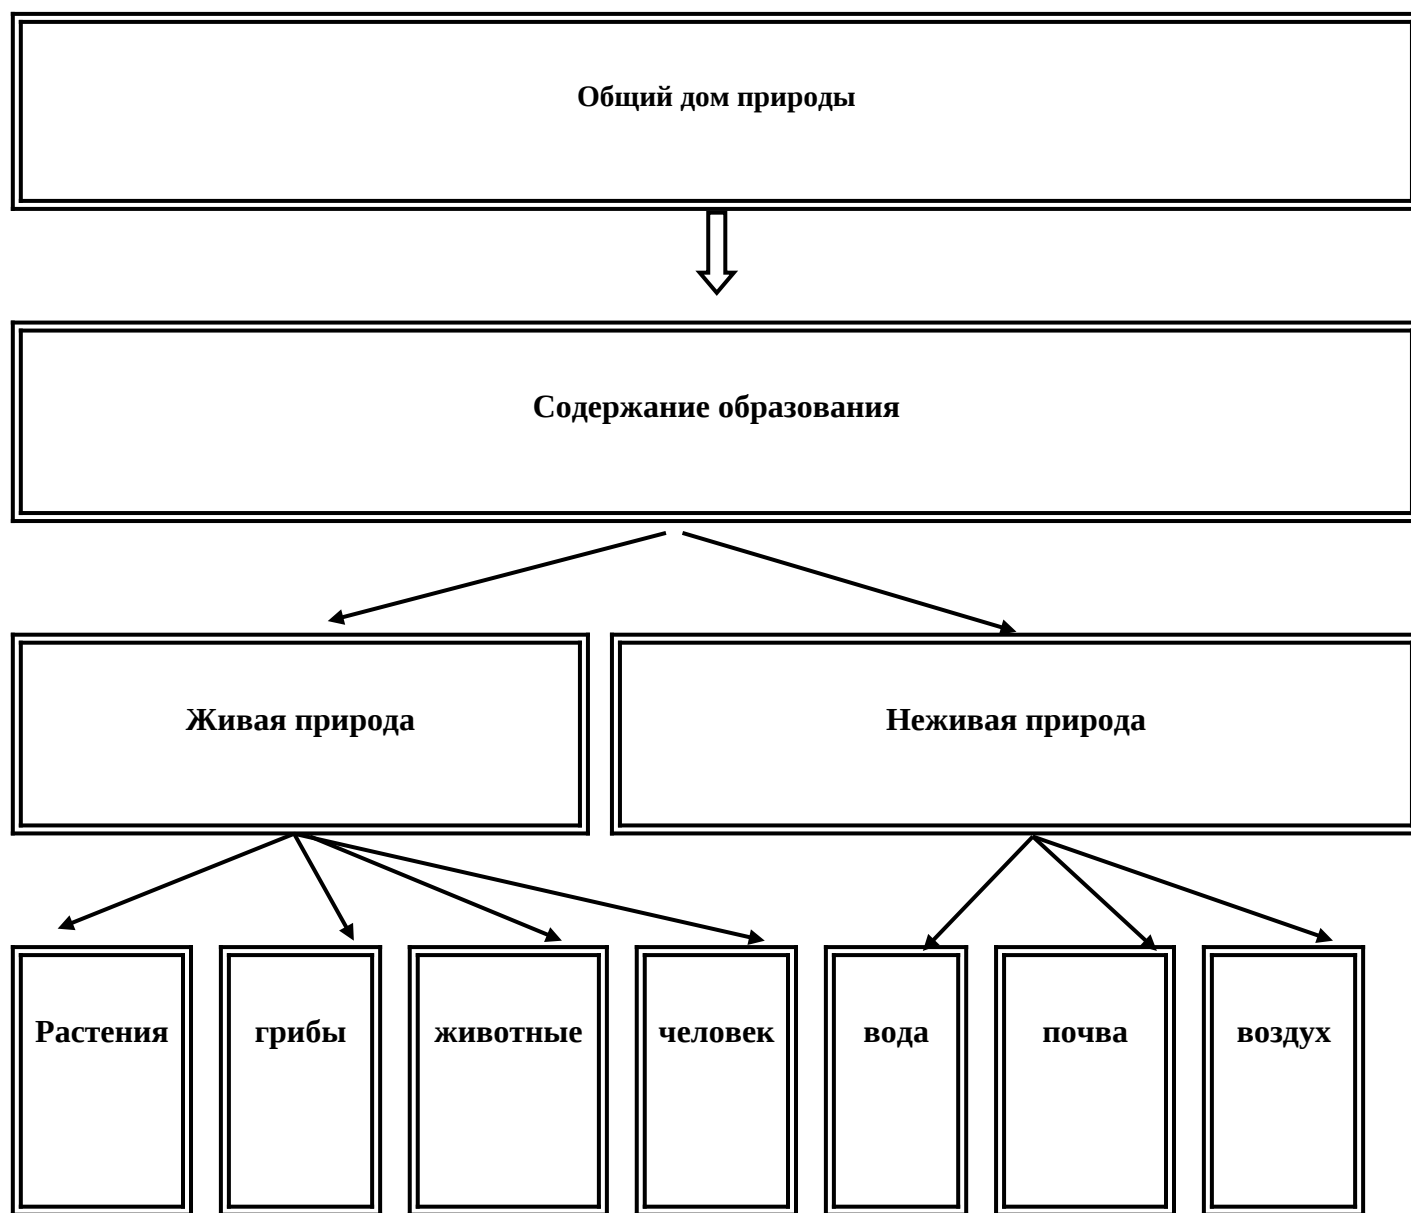 Общий дом природы
Содержание образования
Живая природа
Неживая природа
Растения
грибы
животные
человек
вода
почва
воздух